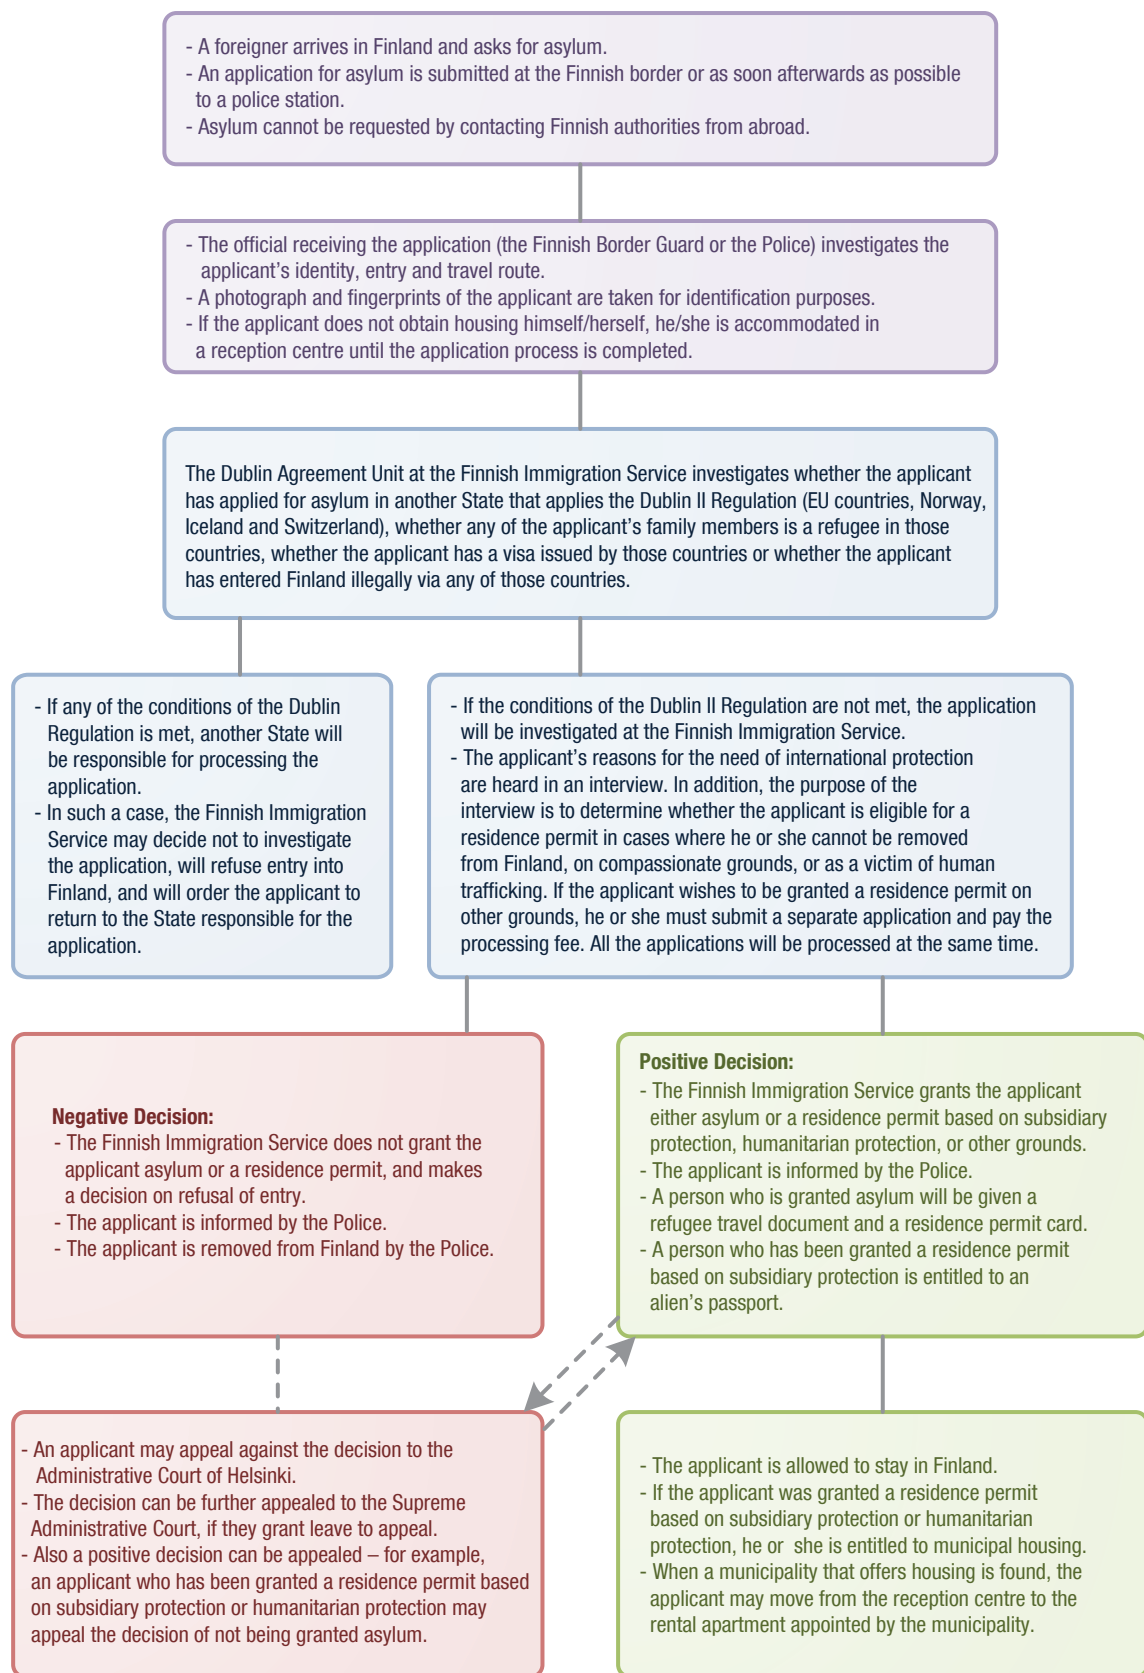 - A foreigner arrives in Finland and asks for asylum.
- An application for asylum is submitted at the Finnish border or as soon afterwards as possible
to a police station.
- Asylum cannot be requested by contacting Finnish authorities from abroad.
- The official receiving the application (the Finnish Border Guard or the Police) investigates the
applicant’s identity, entry and travel route.
- A photograph and fingerprints of the applicant are taken for identification purposes.
- If the applicant does not obtain housing himself/herself, he/she is accommodated in
a reception centre until the application process is completed.
The Dublin Agreement Unit at the Finnish Immigration Service investigates whether the applicant
has applied for asylum in another State that applies the Dublin II Regulation (EU countries, Norway,
Iceland and Switzerland), whether any of the applicant’s family members is a refugee in those
countries, whether the applicant has a visa issued by those countries or whether the applicant
has entered Finland illegally via any of those countries.
- If any of the conditions of the Dublin
Regulation is met, another State will
be responsible for processing the
application.
- In such a case, the Finnish Immigration
Service may decide not to investigate
the application, will refuse entry into
Finland, and will order the applicant to
return to the State responsible for the
application.
- If the conditions of the Dublin II Regulation are not met, the application
will be investigated at the Finnish Immigration Service.
- The applicant’s reasons for the need of international protection
are heard in an interview. In addition, the purpose of the
interview is to determine whether the applicant is eligible for a
residence permit in cases where he or she cannot be removed
from Finland, on compassionate grounds, or as a victim of human
trafficking. If the applicant wishes to be granted a residence permit on
other grounds, he or she must submit a separate application and pay the
processing fee. All the applications will be processed at the same time.
Negative Decision:
- The Finnish Immigration Service does not grant the
applicant asylum or a residence permit, and makes
a decision on refusal of entry.
- The applicant is informed by the Police.
- The applicant is removed from Finland by the Police.
Positive Decision:
- The Finnish Immigration Service grants the applicant
either asylum or a residence permit based on subsidiary
protection, humanitarian protection, or other grounds.
- The applicant is informed by the Police.
- A person who is granted asylum will be given a
refugee travel document and a residence permit card.
- A person who has been granted a residence permit
based on subsidiary protection is entitled to an
alien’s passport.
- An applicant may appeal against the decision to the
Administrative Court of Helsinki.
- The decision can be further appealed to the Supreme
Administrative Court, if they grant leave to appeal.
- Also a positive decision can be appealed – for example,
an applicant who has been granted a residence permit based
on subsidiary protection or humanitarian protection may
appeal the decision of not being granted asylum.
- The applicant is allowed to stay in Finland.
- If the applicant was granted a residence permit
based on subsidiary protection or humanitarian
protection, he or she is entitled to municipal housing.
- When a municipality that offers housing is found, the
applicant may move from the reception centre to the
rental apartment appointed by the municipality.